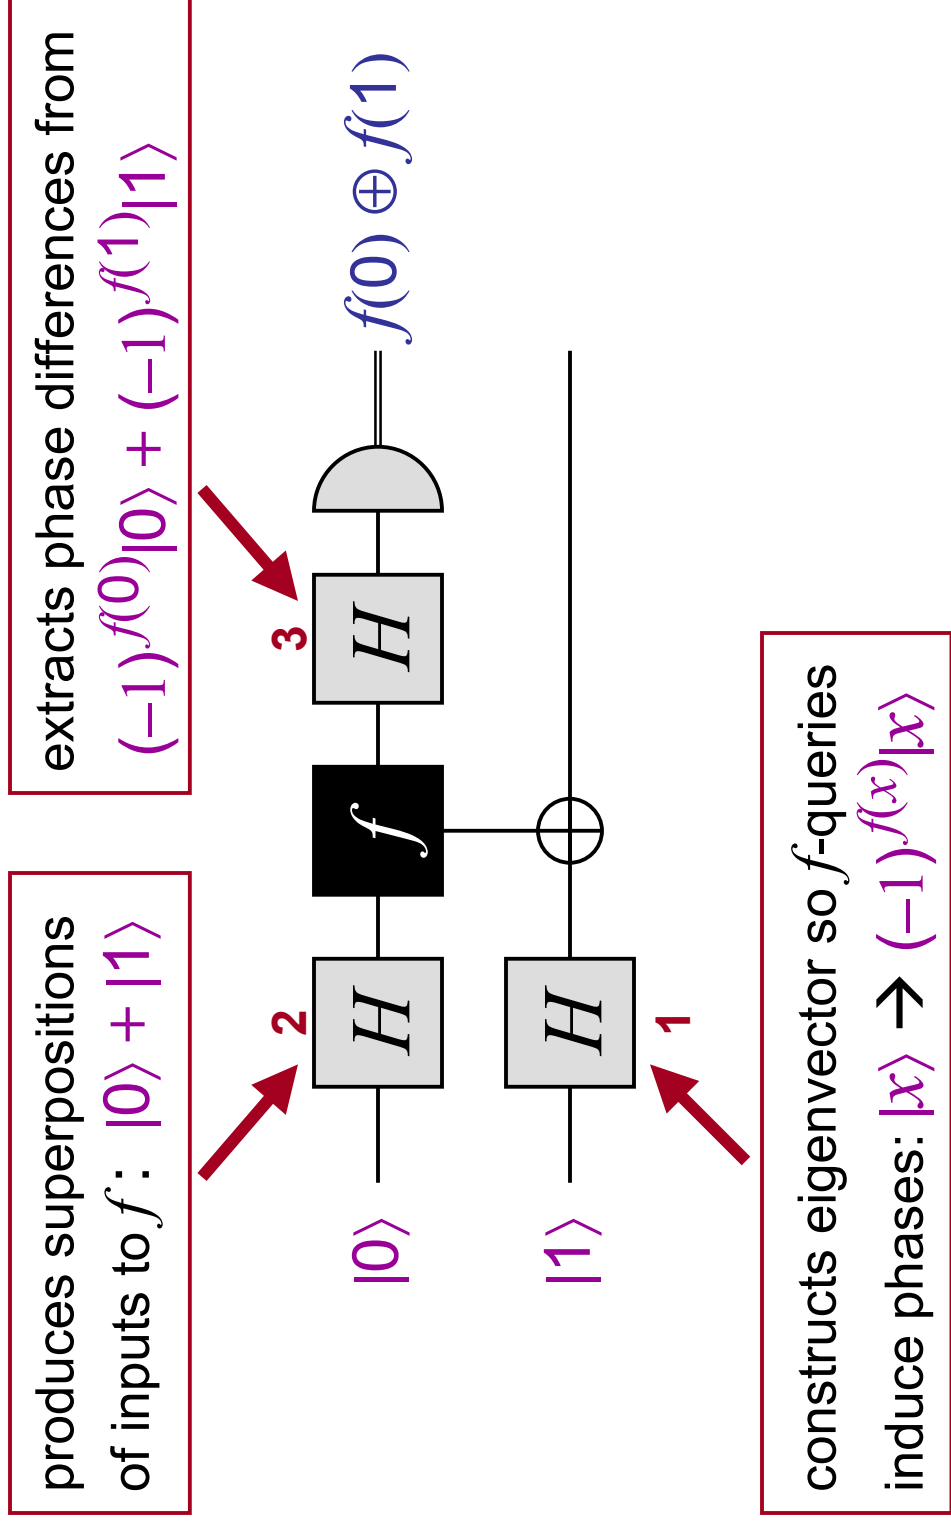 produces superpositions
of inputs to f : |0⟩ + |1⟩
extracts phase differences from
(−1)^f(0)|0⟩ + (−1)^f(1)|1⟩
2
3
|0⟩ H f H f(0) ⊕ f(1)
|1⟩ H
1
constructs eigenvector so f-queries
induce phases: |x⟩ → (−1)^f(x)|x⟩